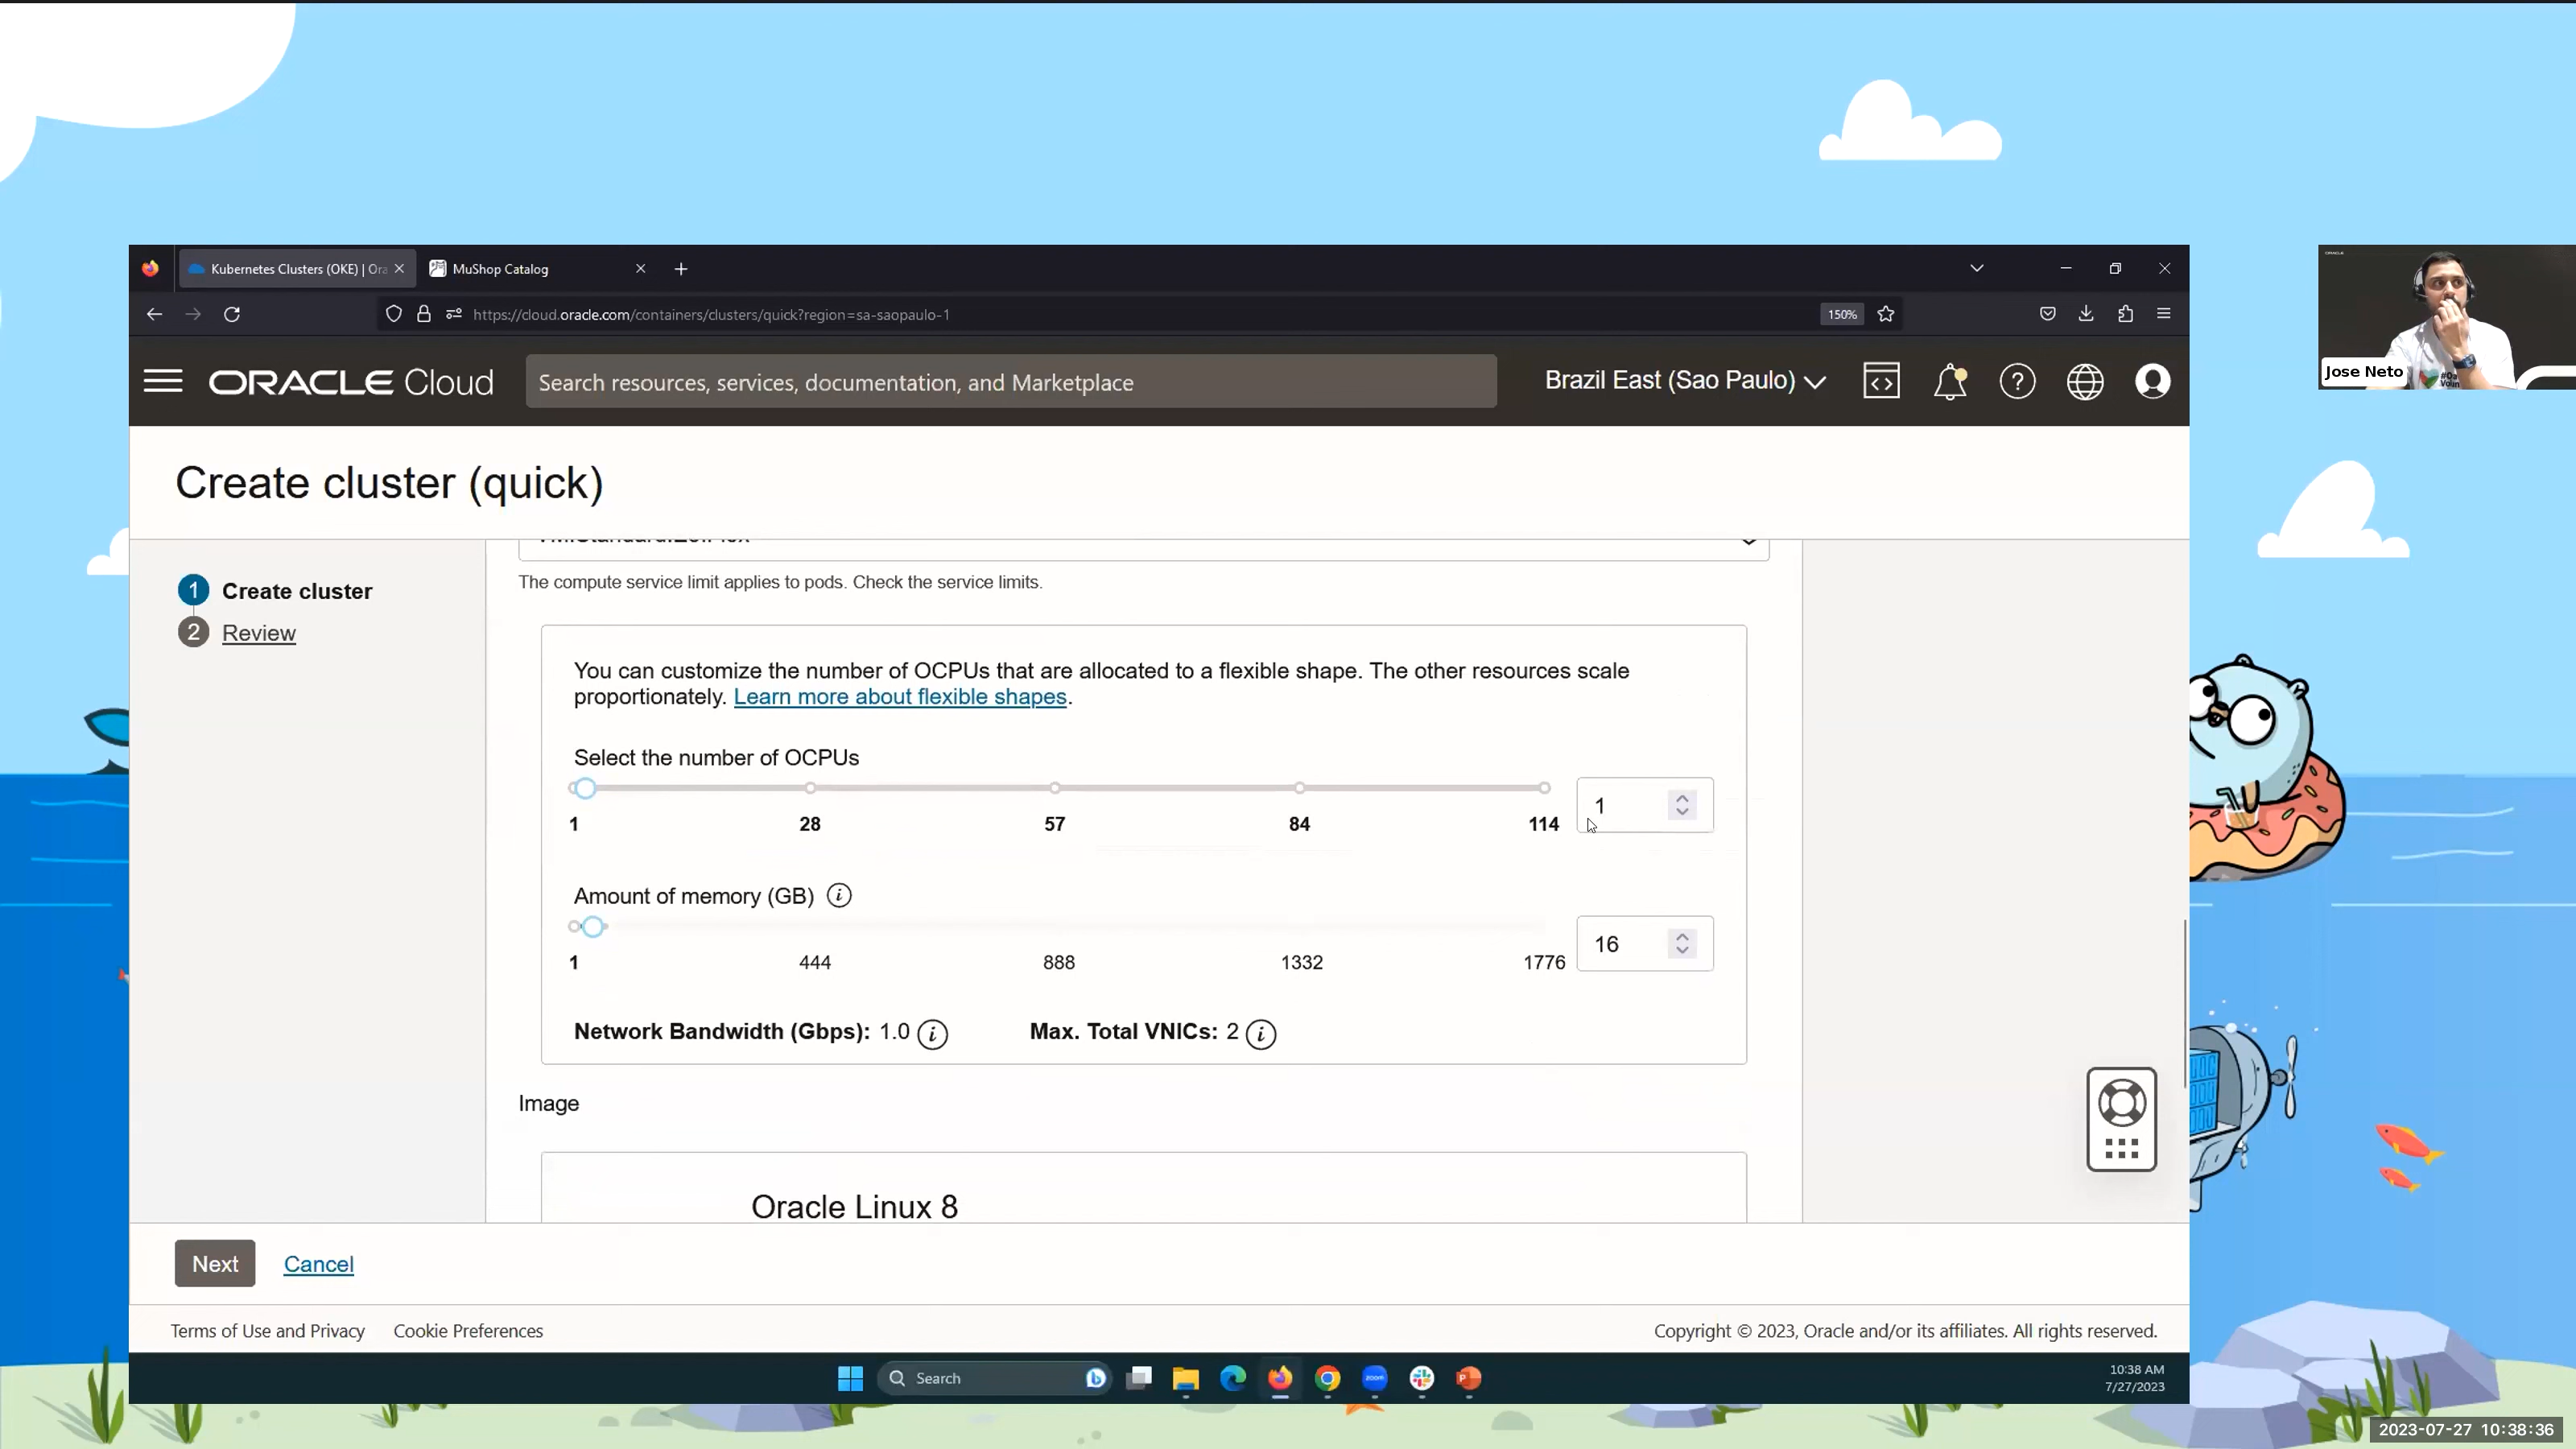 Kubernetes Clusters (OKE) | Ora
MuShop Catalog
https://cloud.oracle.com/containers/clusters/quick?region=sa-saopaulo-1
150%
ORACLE Cloud
Search resources, services, documentation, and Marketplace
Brazil East (Sao Paulo)
Jose Neto
Create cluster (quick)
1 Create cluster
2 Review
The compute service limit applies to pods. Check the service limits.
You can customize the number of OCPUs that are allocated to a flexible shape. The other resources scale
proportionately. Learn more about flexible shapes.
Select the number of OCPUs
1
1 28 57 84 114
Amount of memory (GB)
16
1 444 888 1332 1776
Network Bandwidth (Gbps): 1.0 Max. Total VNICs: 2
Image
Oracle Linux 8
Next Cancel
Terms of Use and Privacy Cookie Preferences
Copyright © 2023, Oracle and/or its affiliates. All rights reserved.
Search
zoom
10:38 AM
7/27/2023
2023-07-27 10:38:36